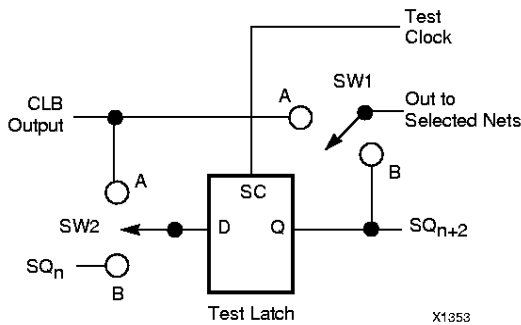 Test
Clock
SW1
A
CLB
Output
Out to
Selected Nets
A
B
SC
SW2
D
Q
SQn+2
SQn
B
Test Latch
X1353